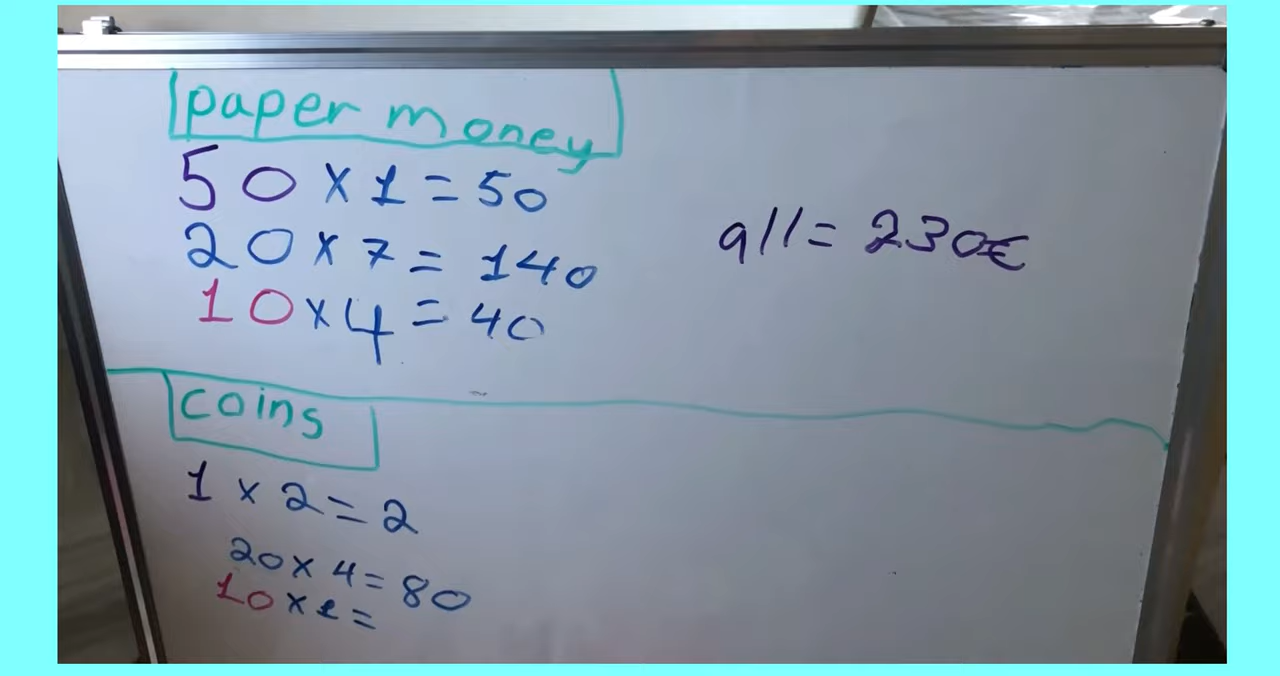 paper money
50 x 1 = 50
20 x 7 = 140
10 x 4 = 40
all = 230€
coins
1 x 2 = 2
20 x 4 = 80
10 x 1 =